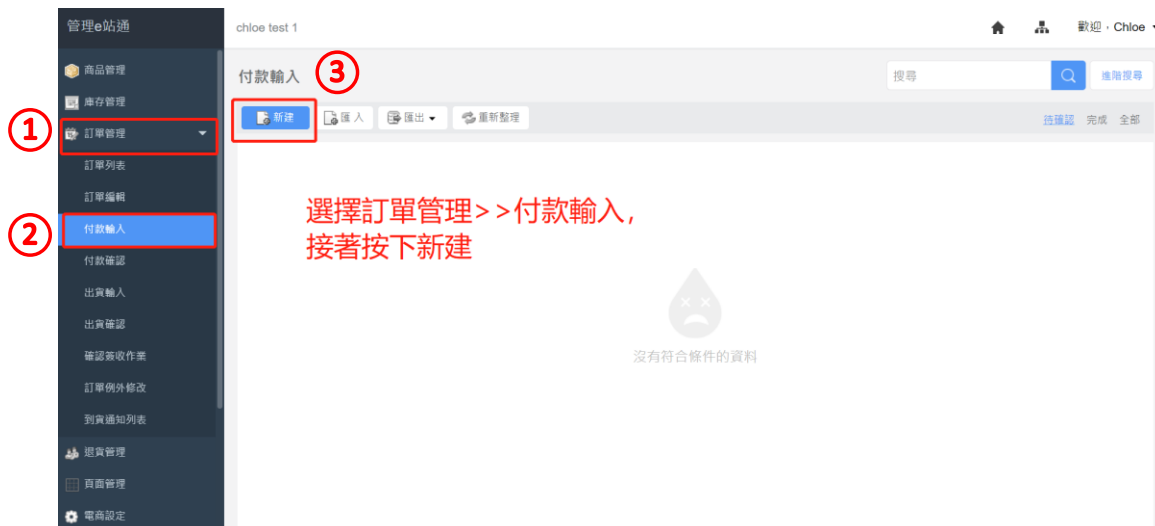 管理e站通
chloe test 1
歡迎，Chloe
商品管理
庫存管理
① 訂單管理
訂單列表
訂單編輯
② 付款輸入
付款確認
出貨輸入
出貨確認
確認簽收作業
訂單例外修改
到貨通知列表
退貨管理
頁面管理
電商設定
付款輸入 ③
搜尋 進階搜尋
新建 匯入 匯出 重新整理
待確認 完成 全部
選擇訂單管理>>付款輸入,
接著按下新建
沒有符合條件的資料